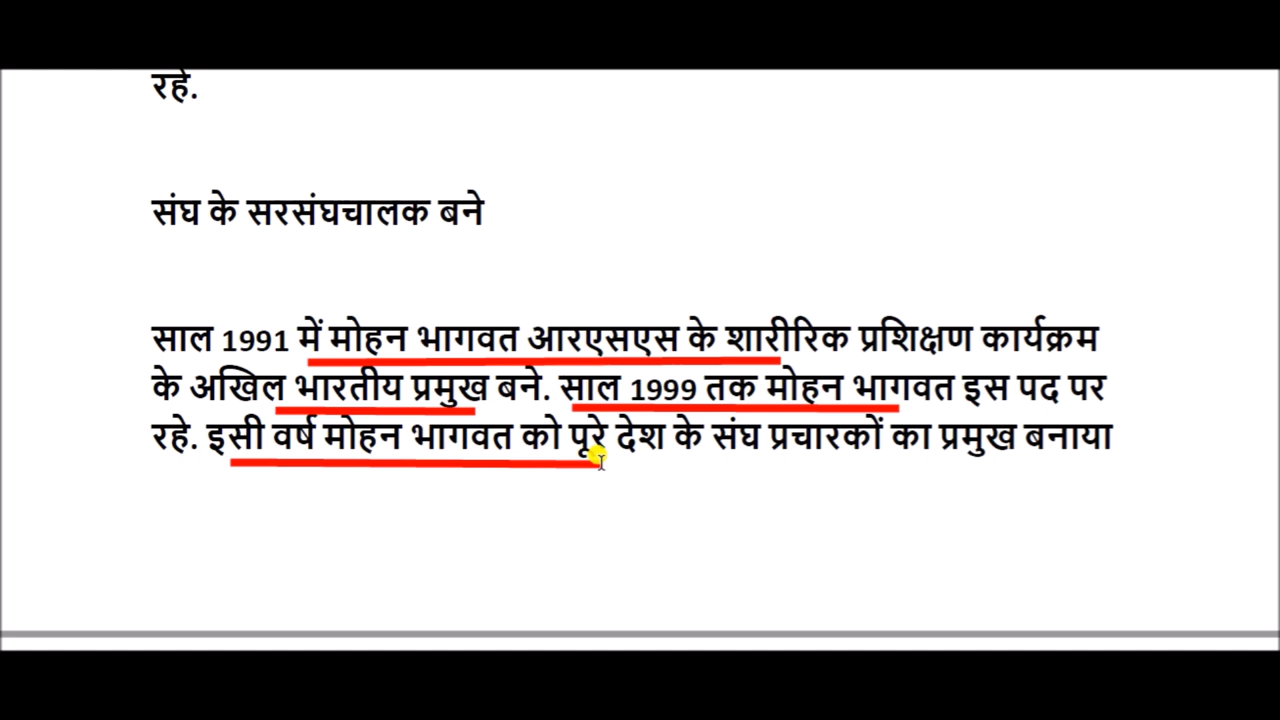 रहे.
संघ के सरसंघचालक बने
साल 1991 में मोहन भागवत आरएसएस के शारीरिक प्रशिक्षण कार्यक्रम
के अखिल भारतीय प्रमुख बने. साल 1999 तक मोहन भागवत इस पद पर
रहे. इसी वर्ष मोहन भागवत को पूरे देश के संघ प्रचारकों का प्रमुख बनाया